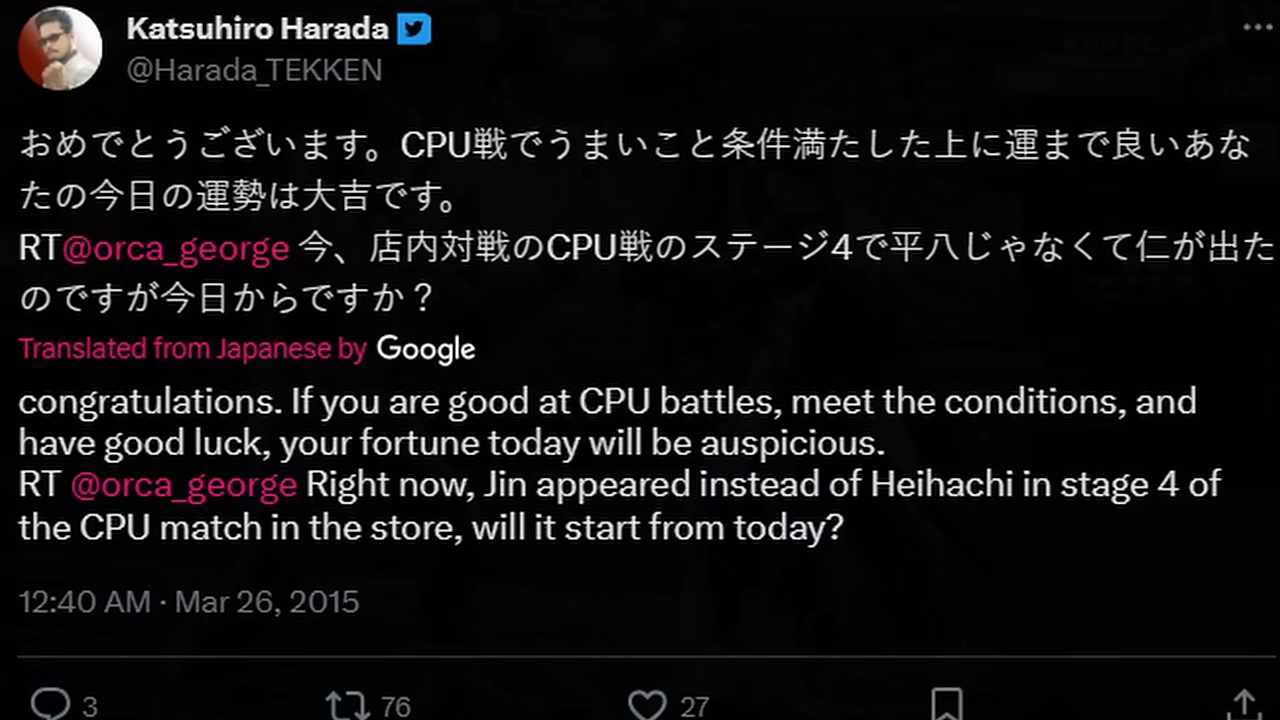 Katsuhiro Harada
@Harada_TEKKEN
おめでとうございます。CPU戦でうまいこと条件満たした上に運まで良いあな
たの今日の運勢は大吉です。
RT@orca_george 今、店内対戦のCPU戦のステージ4で平八じゃなくて仁が出た
のですが今日からですか？
Translated from Japanese by Google
congratulations. If you are good at CPU battles, meet the conditions, and
have good luck, your fortune today will be auspicious.
RT @orca_george Right now, Jin appeared instead of Heihachi in stage 4 of
the CPU match in the store, will it start from today?
12:40 AM · Mar 26, 2015
3 76 27